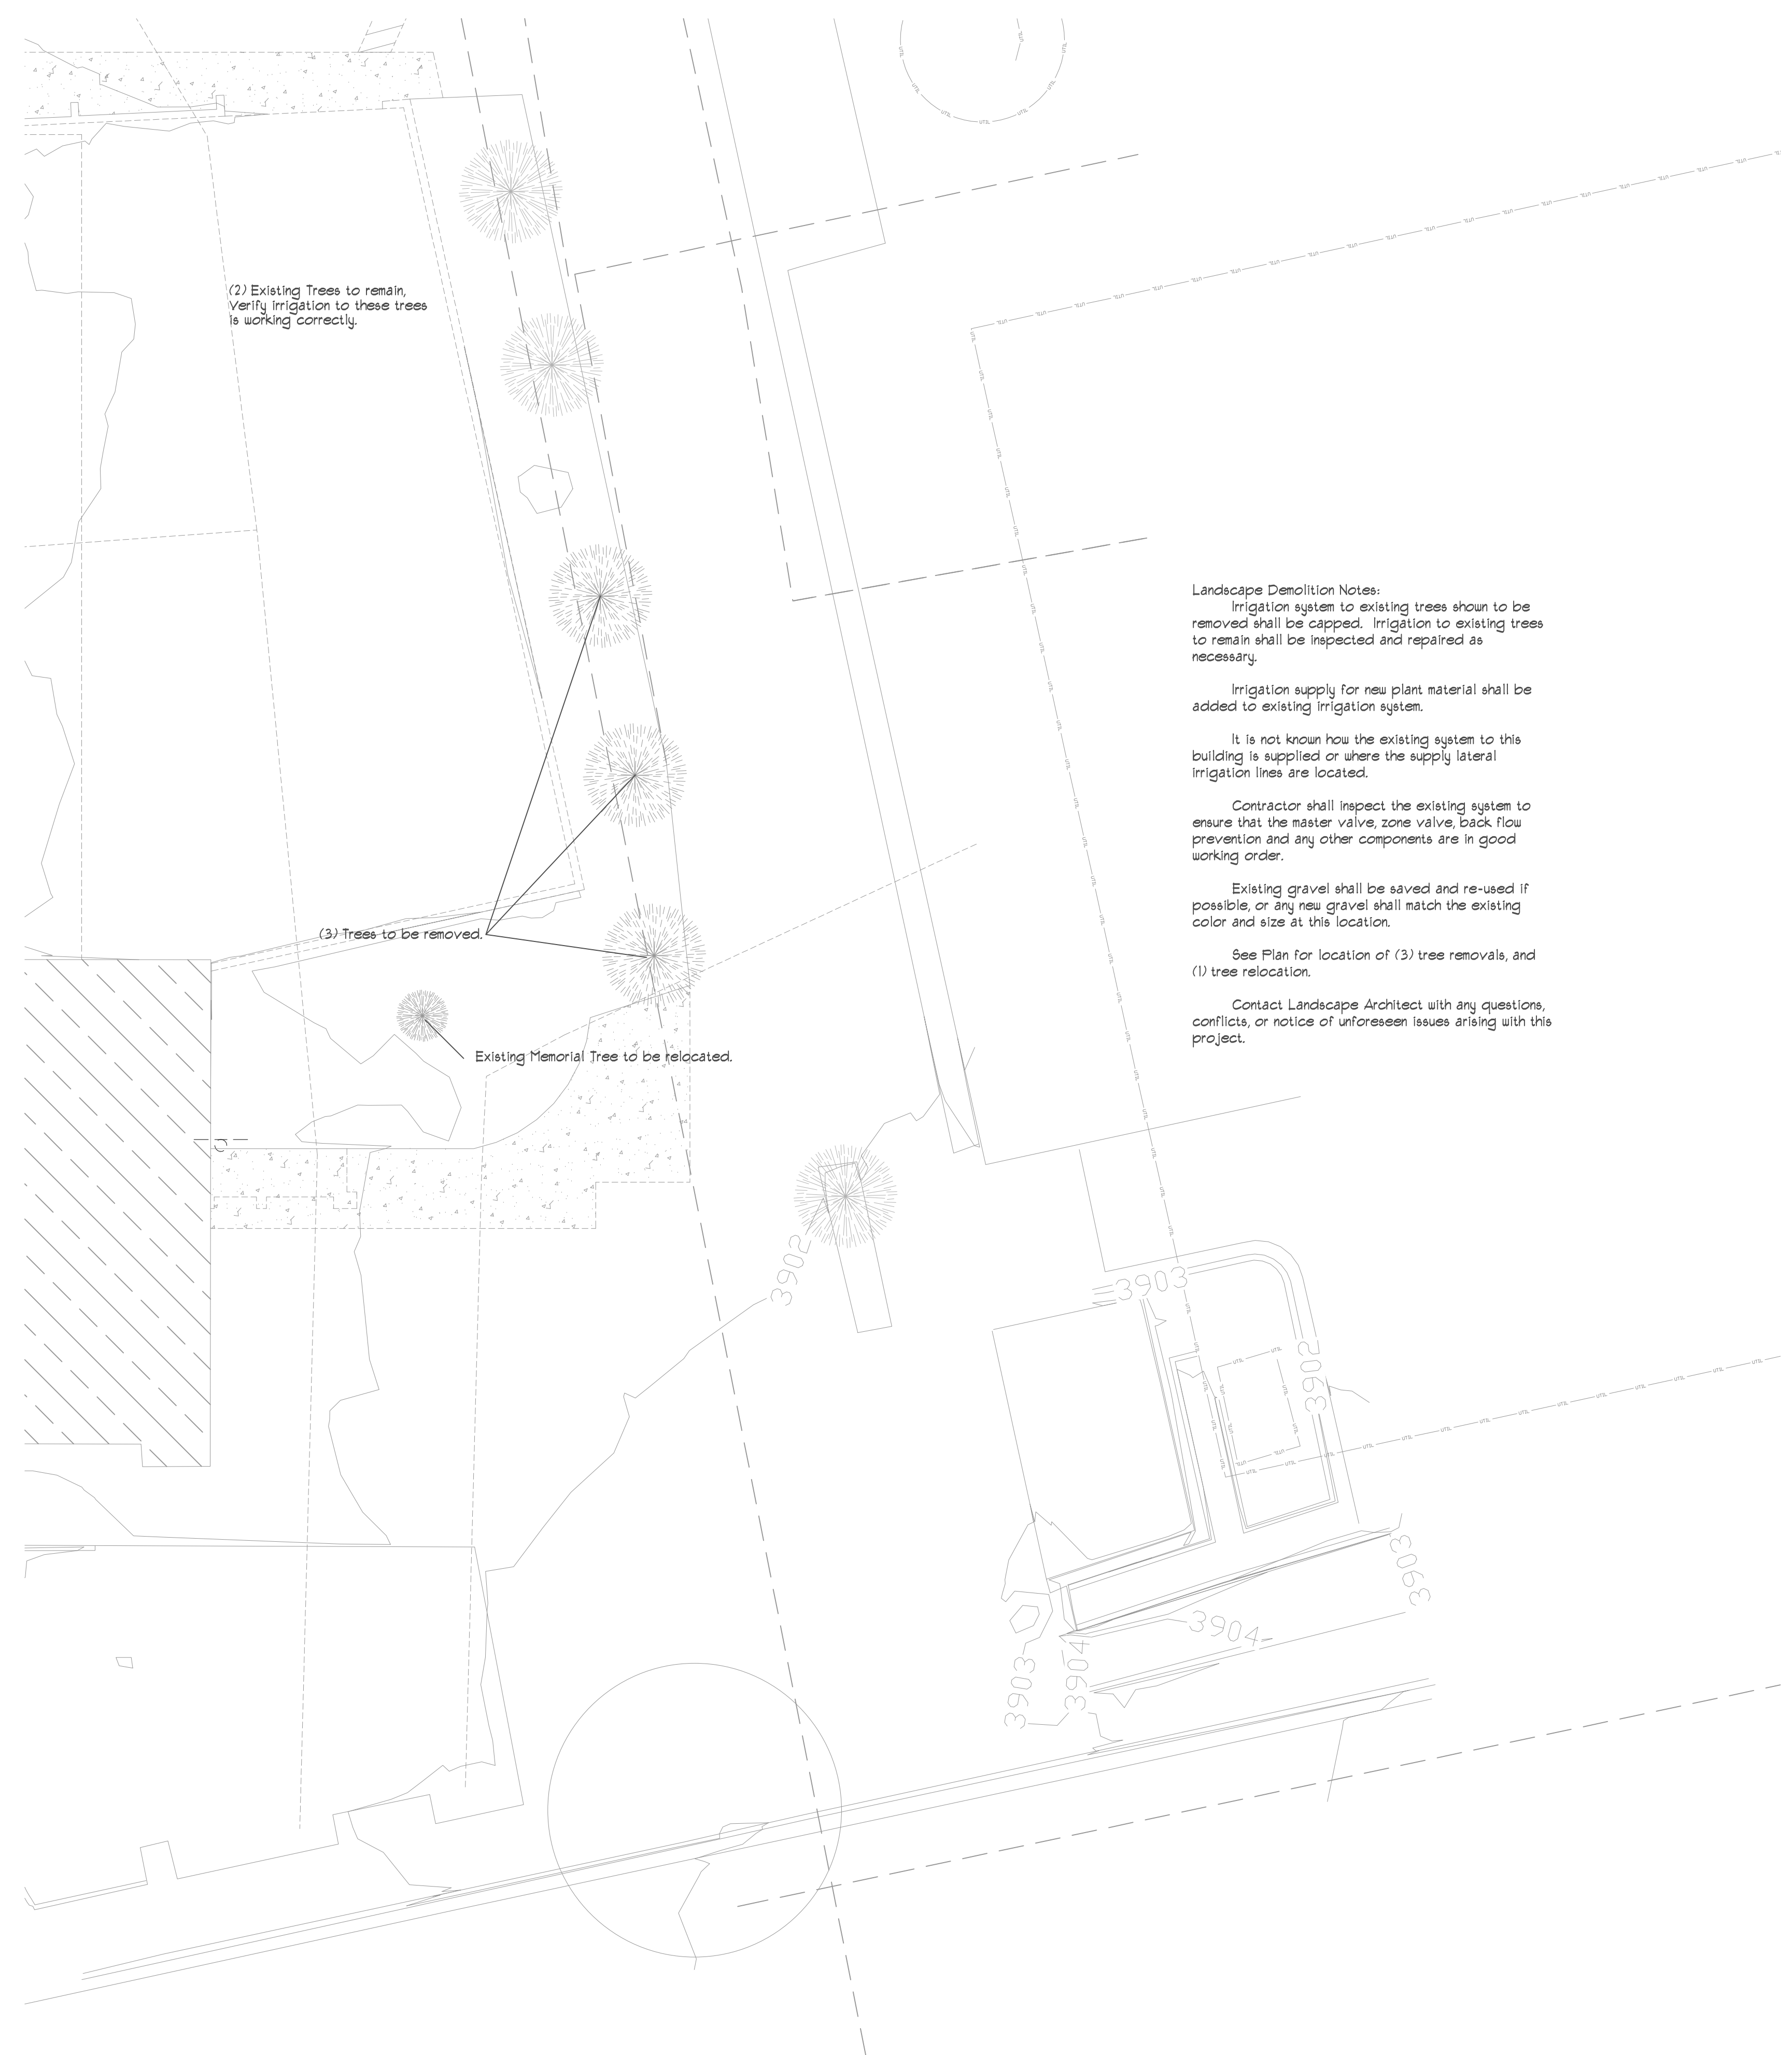 (2) Existing Trees to remain,
Verify irrigation to these trees
is working correctly.
Landscape Demolition Notes:
Irrigation system to existing trees shown to be
removed shall be capped. Irrigation to existing trees
to remain shall be inspected and repaired as
necessary.
Irrigation supply for new plant material shall be
added to existing irrigation system.
It is not known how the existing system to this
building is supplied or where the supply lateral
irrigation lines are located.
Contractor shall inspect the existing system to
ensure that the master valve, zone valve, back flow
prevention and any other components are in good
working order.
Existing gravel shall be saved and re-used if
possible, or any new gravel shall match the existing
color and size at this location.
See Plan for location of (3) tree removals, and
(1) tree relocation.
Contact Landscape Architect with any questions,
conflicts, or notice of unforeseen issues arising with this
project.
(3) Trees to be removed.
Existing Memorial Tree to be relocated.
3902
3903
3902
3903
3904
3903
3904
UTIL